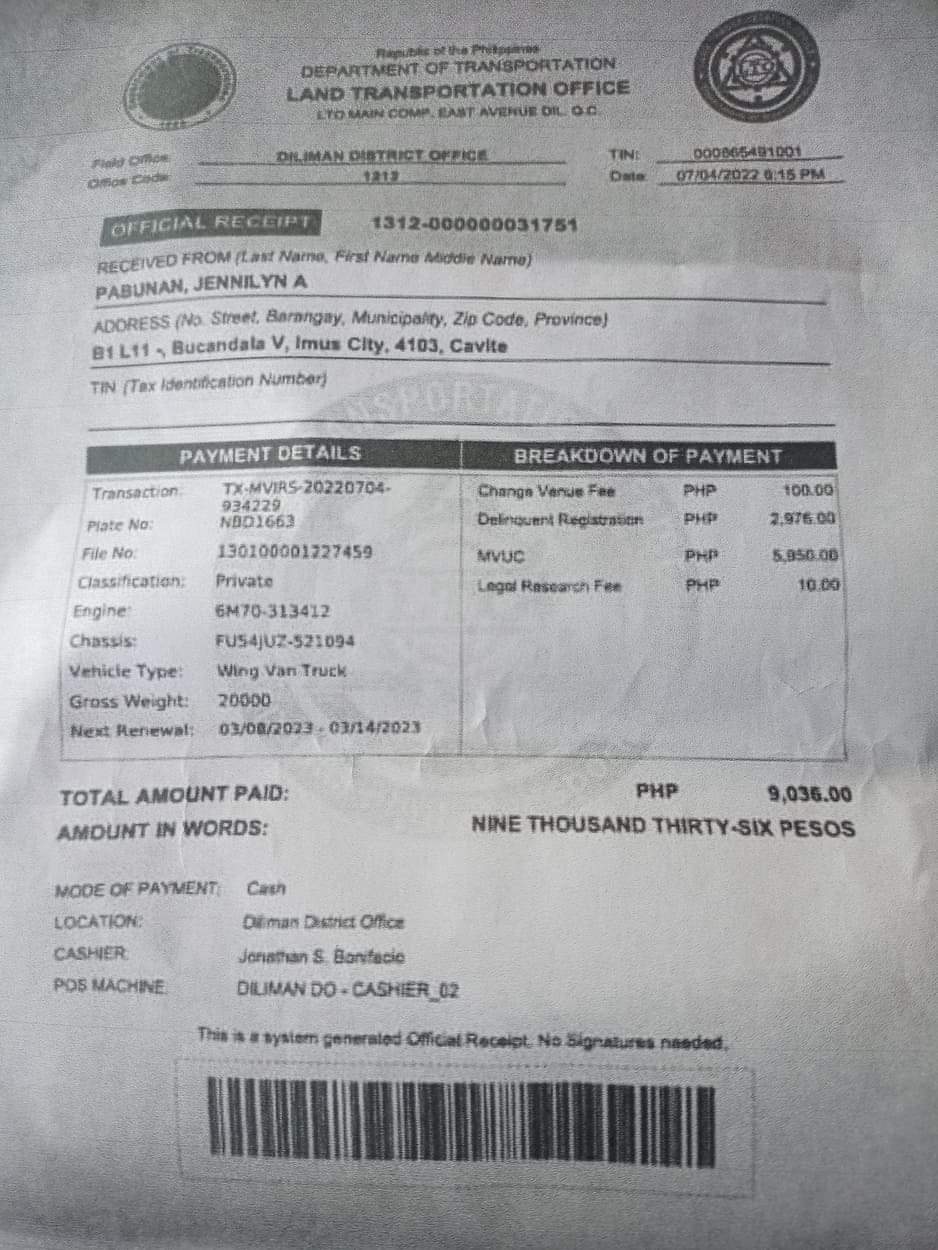 Republic of the Philippines
DEPARTMENT OF TRANSPORTATION
LAND TRANSPORTATION OFFICE
LTO MAIN COMP. EAST AVENUE DIL. Q.C.
Field Office: DILIMAN DISTRICT OFFICE TIN: 000865491001
Office Code: 1312 Date: 07/04/2022 6:15 PM
OFFICIAL RECEIPT 1312-000000031751
RECEIVED FROM (Last Name, First Name Middle Name)
PABUNAN, JENNILYN A
ADDRESS (No. Street, Barangay, Municipality, Zip Code, Province)
B1 L11 -, Bucandala V, Imus City, 4103, Cavite
TIN (Tax Identification Number)
PAYMENT DETAILS BREAKDOWN OF PAYMENT
Transaction: TX-MVIRS-20220704-
934229
Plate No: NBD1663
File No: 130100001227459
Classification: Private
Engine: 6M70-313412
Chassis: FU54JUZ-521094
Vehicle Type: Wing Van Truck
Gross Weight: 20000
Next Renewal: 03/08/2023 - 03/14/2023
Change Venue Fee PHP 100.00
Delinquent Registration PHP 2,976.00
MVUC PHP 5,950.00
Legal Research Fee PHP 10.00
TOTAL AMOUNT PAID: PHP 9,036.00
AMOUNT IN WORDS: NINE THOUSAND THIRTY-SIX PESOS
MODE OF PAYMENT: Cash
LOCATION: Diliman District Office
CASHIER: Jonathan S. Bonifacio
POS MACHINE: DILIMAN DO - CASHIER_02
This is a system generated Official Receipt. No Signatures needed.